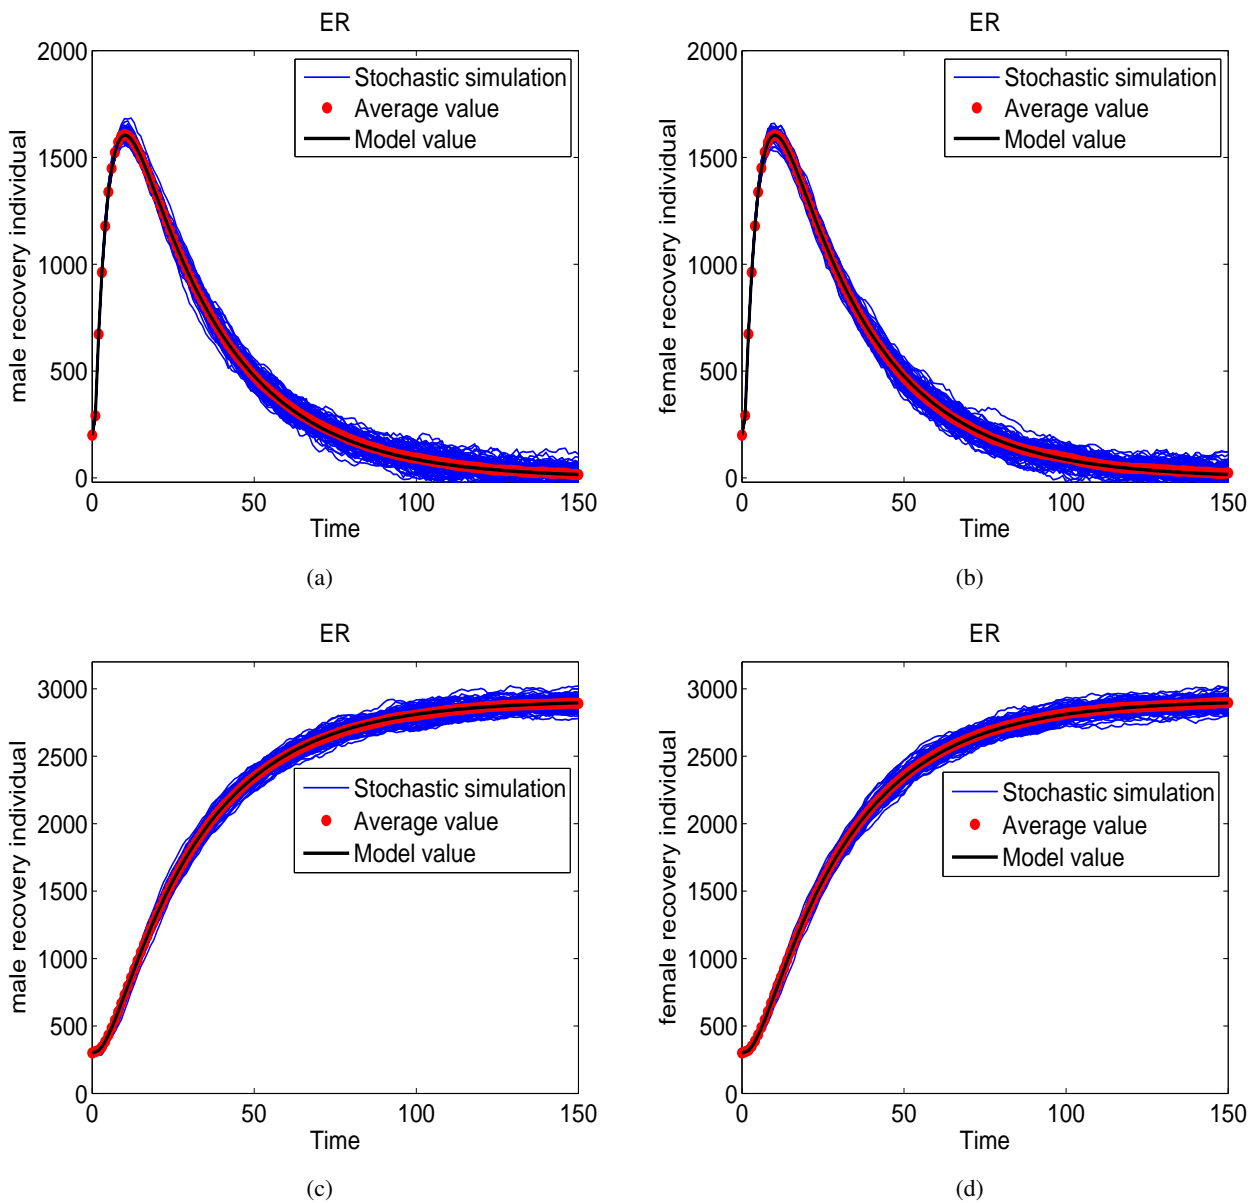 ER
2000
1500
1000
500
0
0 50 100 150
male recovery individual
Time
Stochastic simulation
Average value
Model value
(a)
ER
2000
1500
1000
500
0
0 50 100 150
female recovery individual
Time
Stochastic simulation
Average value
Model value
(b)
ER
3000
2500
2000
1500
1000
500
0
0 50 100 150
male recovery individual
Time
Stochastic simulation
Average value
Model value
(c)
ER
3000
2500
2000
1500
1000
500
0
0 50 100 150
female recovery individual
Time
Stochastic simulation
Average value
Model value
(d)